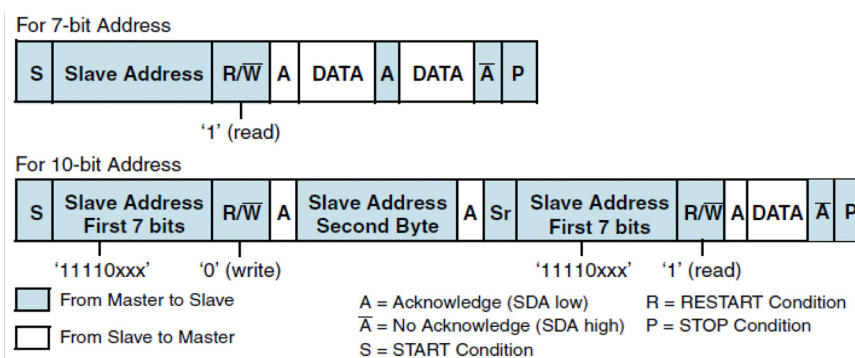 For 7-bit Address
S Slave Address R/W̅ A DATA A DATA A̅ P
‘1’ (read)
For 10-bit Address
S Slave Address First 7 bits R/W̅ A Slave Address Second Byte A Sr Slave Address First 7 bits R/W̅ A DATA A̅ P
‘11110xxx’ ‘0’ (write) ‘11110xxx’ ‘1’ (read)
From Master to Slave
From Slave to Master
A = Acknowledge (SDA low)
A̅ = No Acknowledge (SDA high)
S = START Condition
R = RESTART Condition
P = STOP Condition